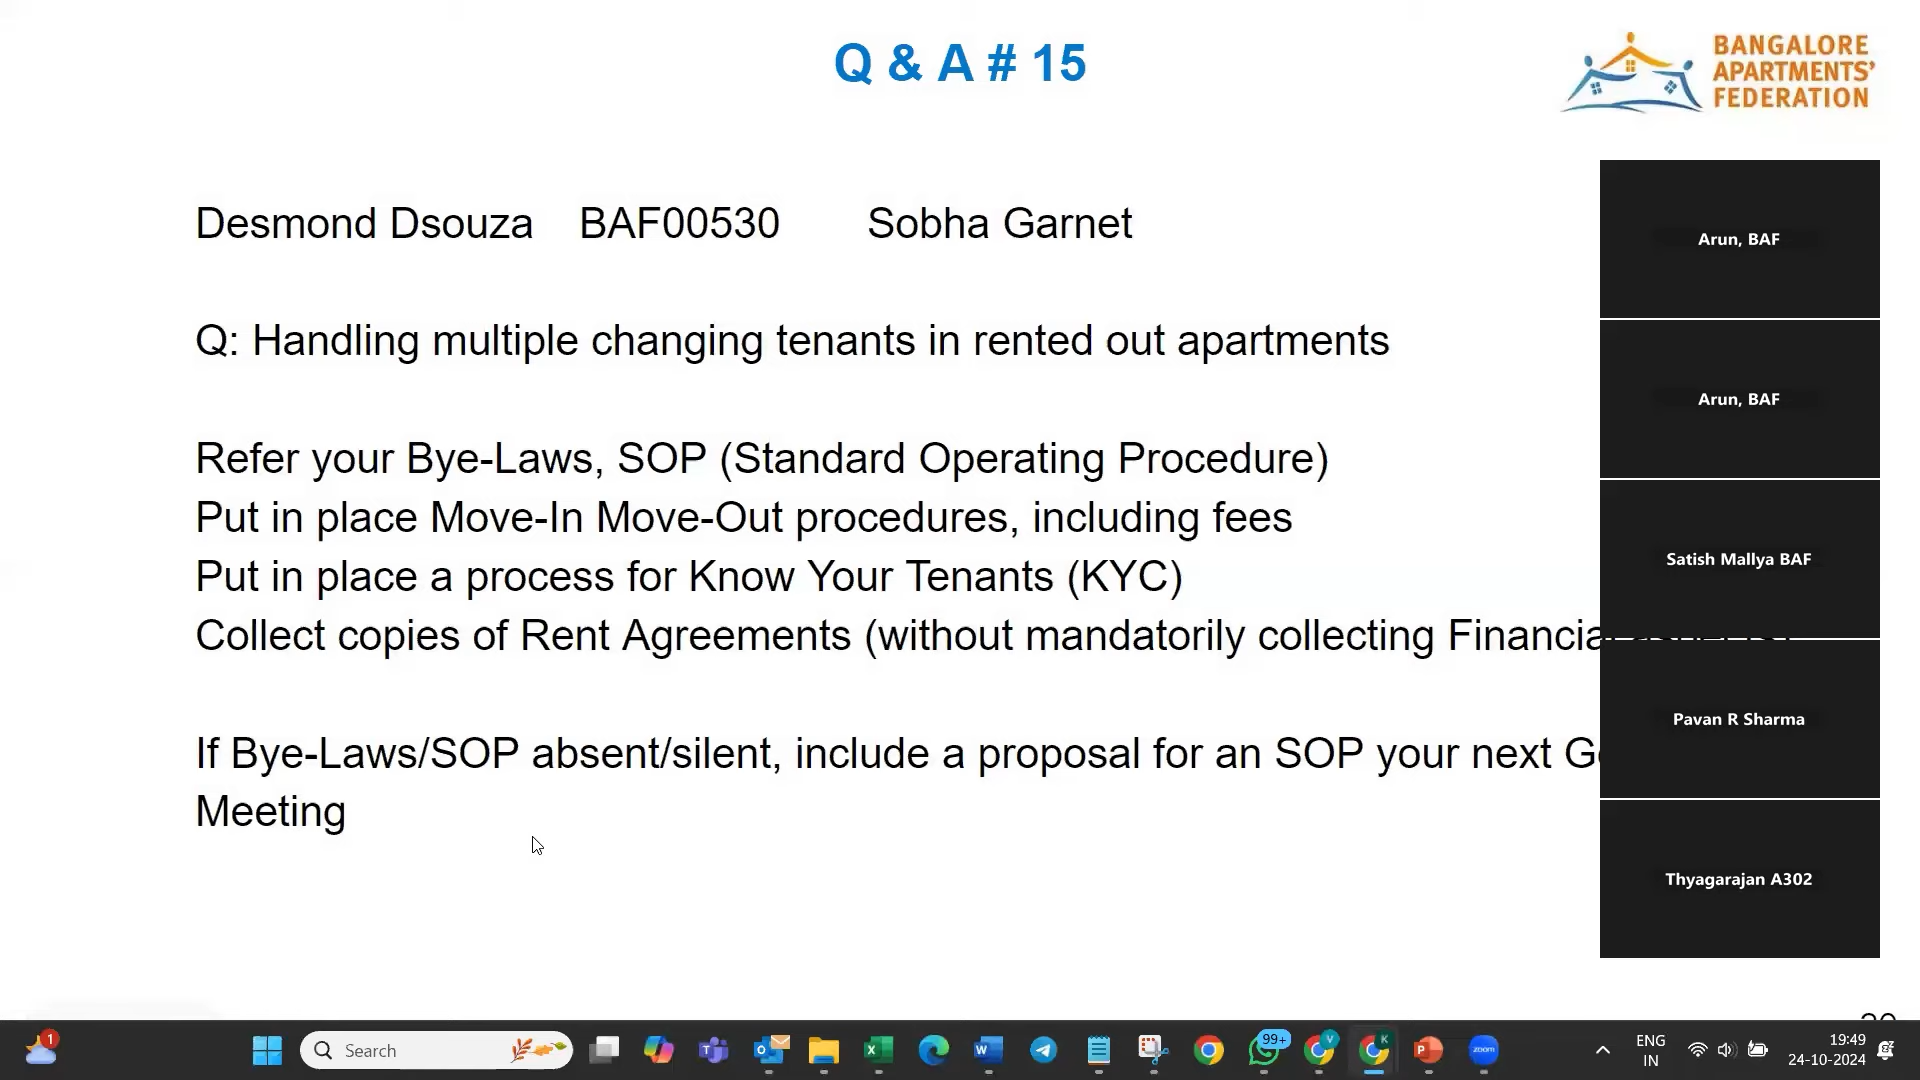 Q & A # 15
BANGALORE
APARTMENTS'
FEDERATION
Desmond Dsouza BAF00530 Sobha Garnet
Q: Handling multiple changing tenants in rented out apartments
Refer your Bye-Laws, SOP (Standard Operating Procedure)
Put in place Move-In Move-Out procedures, including fees
Put in place a process for Know Your Tenants (KYC)
Collect copies of Rent Agreements (without mandatorily collecting Financial
If Bye-Laws/SOP absent/silent, include a proposal for an SOP your next
Meeting
Arun, BAF
Arun, BAF
Satish Mallya BAF
Pavan R Sharma
Thyagarajan A302
1
Search
99+
V
K
zoom
ENG
IN
19:49
24-10-2024